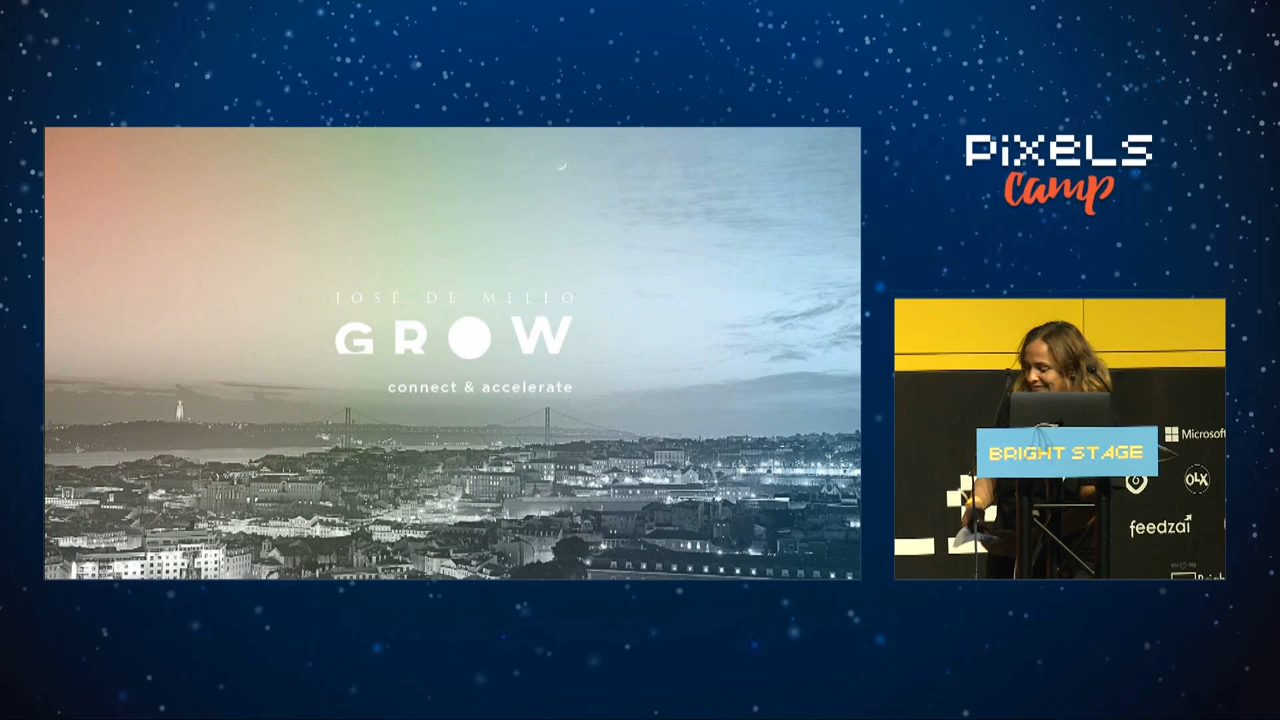 JOSÉ DE MELLO
GROW
connect & accelerate
PIXELS
camp
BRIGHT STAGE
Microsoft
OLX
feedzai